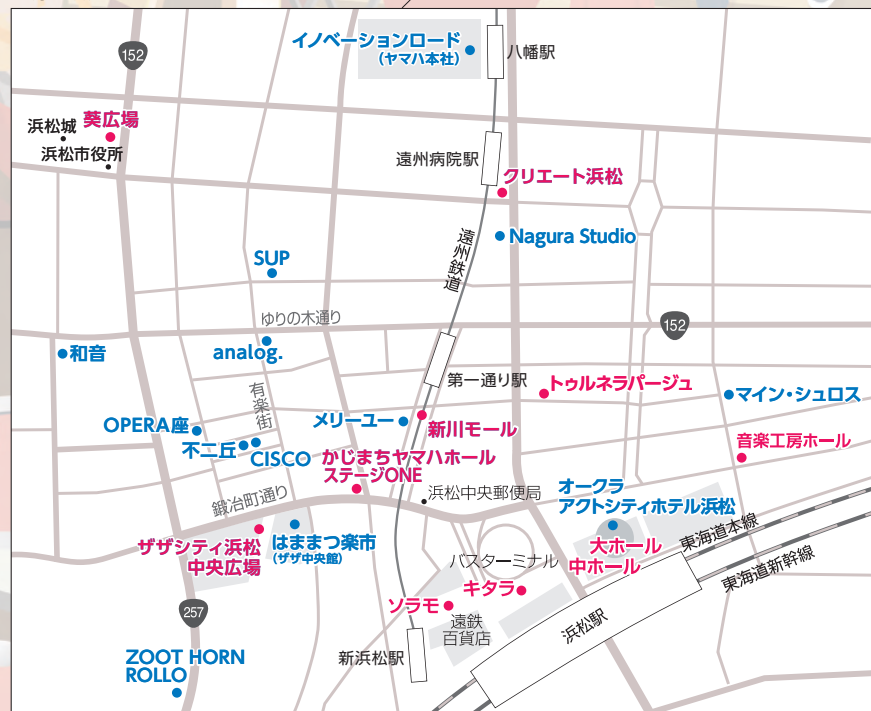 イノベーションロード
(ヤマハ本社)
八幡駅
152
浜松城
葵広場
浜松市役所
遠州病院駅
クリエート浜松
遠州鉄道
Nagura Studio
SUP
ゆりの木通り
152
和音
analog.
第一通り駅
トゥルネラパージュ
有楽街
マイン・シュロス
OPERA座
メリーユー
新川モール
不二丘
CISCO
音楽工房ホール
かじまちヤマハホール
ステージONE
鍛冶町通り
浜松中央郵便局
オークラ
アクトシティホテル浜松
ザザシティ浜松
中央広場
はままつ楽市
(ザザ中央館)
大ホール
中ホール
東海道本線
東海道新幹線
バスターミナル
キタラ
ソラモ
遠鉄
百貨店
浜松駅
257
新浜松駅
ZOOT HORN
ROLLO